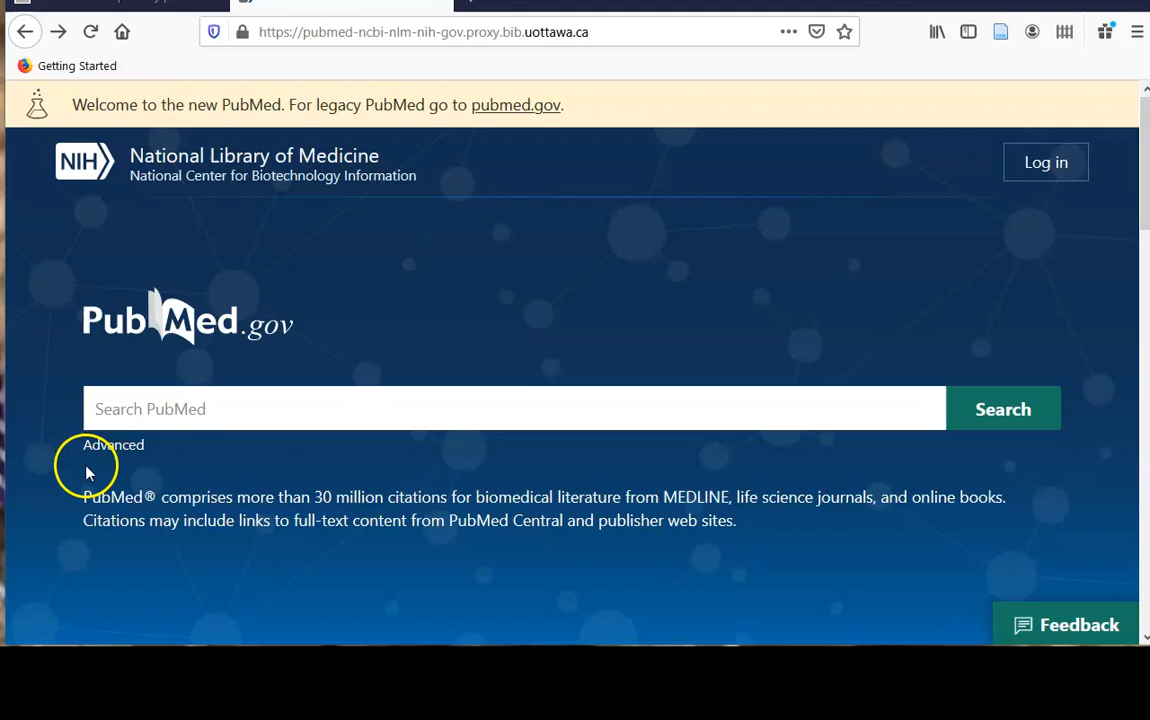 https://pubmed-ncbi-nlm-nih-gov.proxy.bib.uottawa.ca
Getting Started
Welcome to the new PubMed. For legacy PubMed go to pubmed.gov.
NIH
National Library of Medicine
National Center for Biotechnology Information
Log in
PubMed.gov
Search PubMed
Search
Advanced
PubMed® comprises more than 30 million citations for biomedical literature from MEDLINE, life science journals, and online books.
Citations may include links to full-text content from PubMed Central and publisher web sites.
Feedback